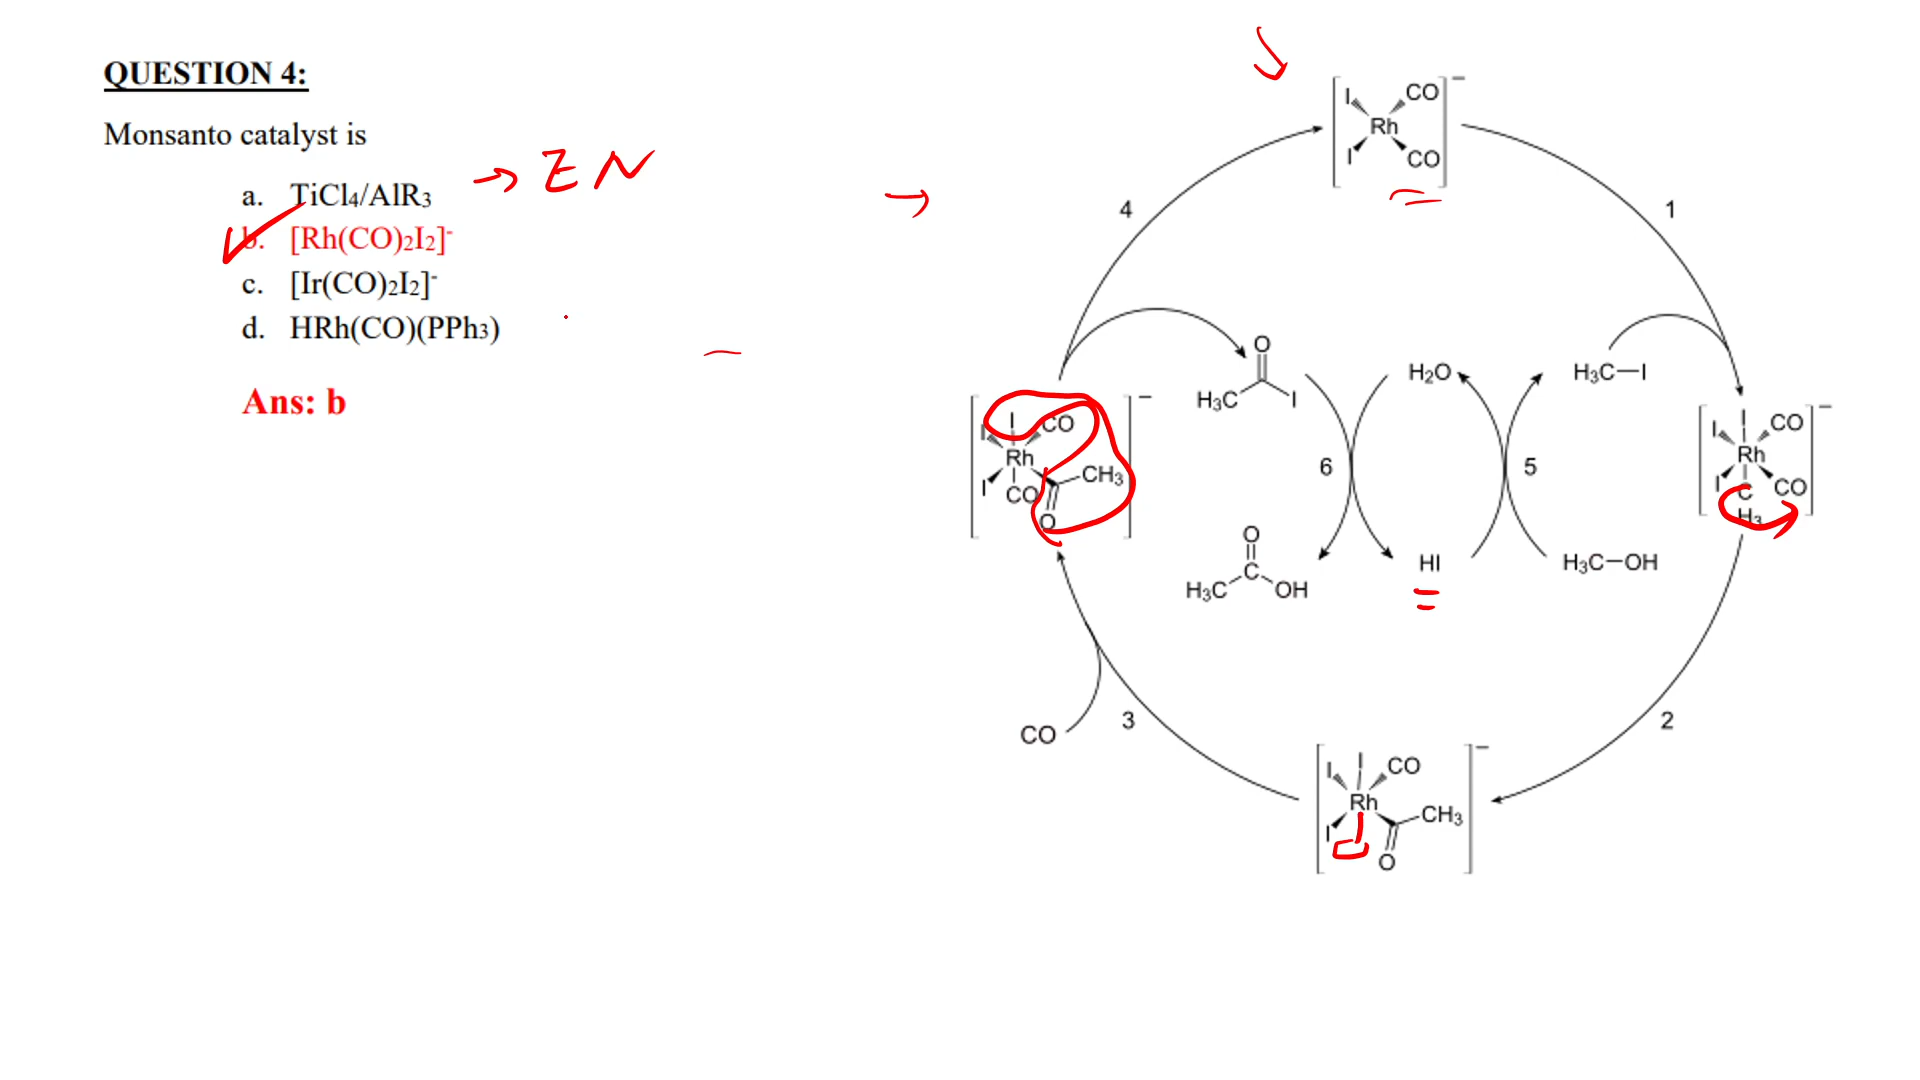 QUESTION 4:
Monsanto catalyst is
a. TiCl4/AlR3 → ZN
b. [Rh(CO)2I2]-
c. [Ir(CO)2I2]-
d. HRh(CO)(PPh3)
Ans: b
I CO
Rh
I CO
−
4
1
O
H3C I
H2O
H3C−I
I
I CO
Rh
CH3
I CO
O
−
6
5
I
I CO
Rh
I C CO
H3
−
O
C
H3C OH
HI
H3C−OH
CO
3
2
I
I CO
Rh
CH3
I
O
−